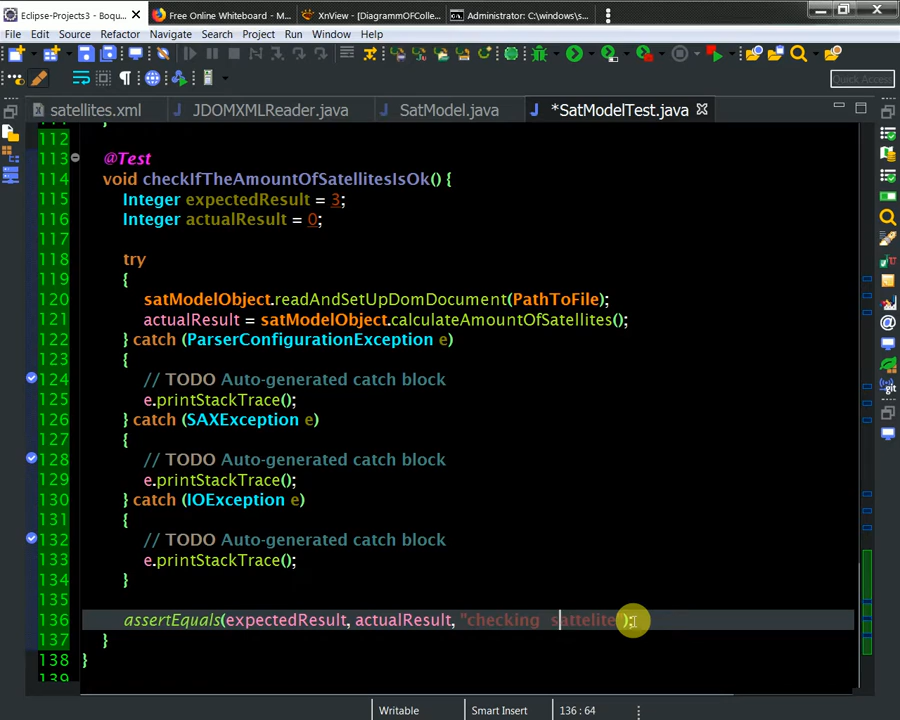 Eclipse-Projects3 - Boqu
Free Online Whiteboard - M...
XnView - [DiagrammOfColle...
Administrator: C:\windows\s...
File Edit Source Refactor Navigate Search Project Run Window Help
Quick Access
satellites.xml
JDOMXMLReader.java
SatModel.java
*SatModelTest.java
112
113 @Test
114 void checkIfTheAmountOfSatellitesIsOk() {
115 Integer expectedResult = 3;
116 Integer actualResult = 0;
117
118 try
119 {
120 satModelObject.readAndSetUpDomDocument(PathToFile);
121 actualResult = satModelObject.calculateAmountOfSatellites();
122 } catch (ParserConfigurationException e)
123 {
124 // TODO Auto-generated catch block
125 e.printStackTrace();
126 } catch (SAXException e)
127 {
128 // TODO Auto-generated catch block
129 e.printStackTrace();
130 } catch (IOException e)
131 {
132 // TODO Auto-generated catch block
133 e.printStackTrace();
134 }
135
136 assertEquals(expectedResult, actualResult, "checking sattelite");
137 }
138 }
139
Writable
Smart Insert
136 : 64